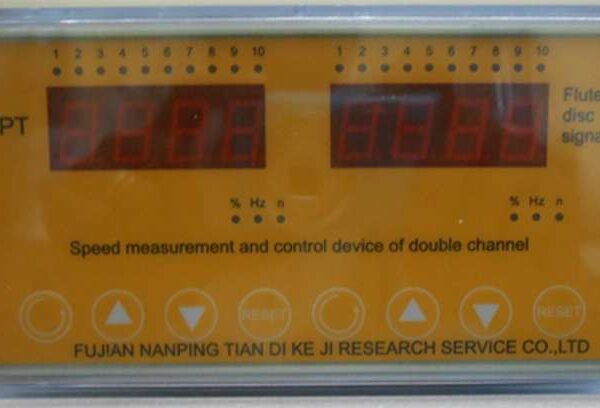 1 2 3 4 5 6 7 8 9 10
1 2 3 4 5 6 7 8 9 10
PT
Flute
disc
signa
% Hz n
% Hz n
Speed measurement and control device of double channel
RESET
RESET
FUJIAN NANPING TIAN DI KE JI RESEARCH SERVICE CO.,LTD